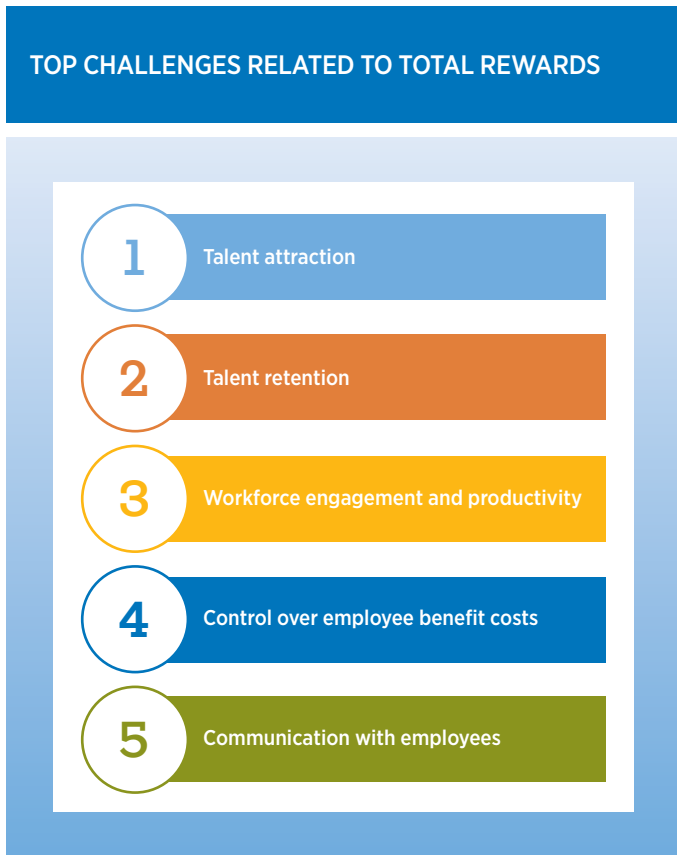 TOP CHALLENGES RELATED TO TOTAL REWARDS
1
Talent attraction
2
Talent retention
3
Workforce engagement and productivity
4
Control over employee benefit costs
5
Communication with employees